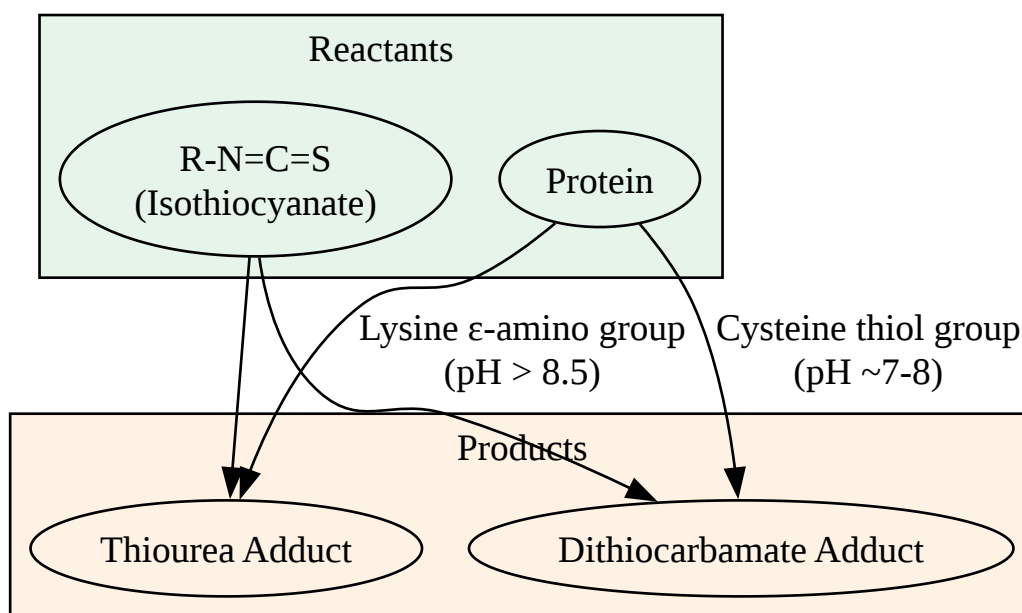 Reactants
R-N=C=S
(Isothiocyanate)
Protein
Lysine ε-amino group
(pH > 8.5)
Cysteine thiol group
(pH ~7-8)
Products
Thiourea Adduct
Dithiocarbamate Adduct